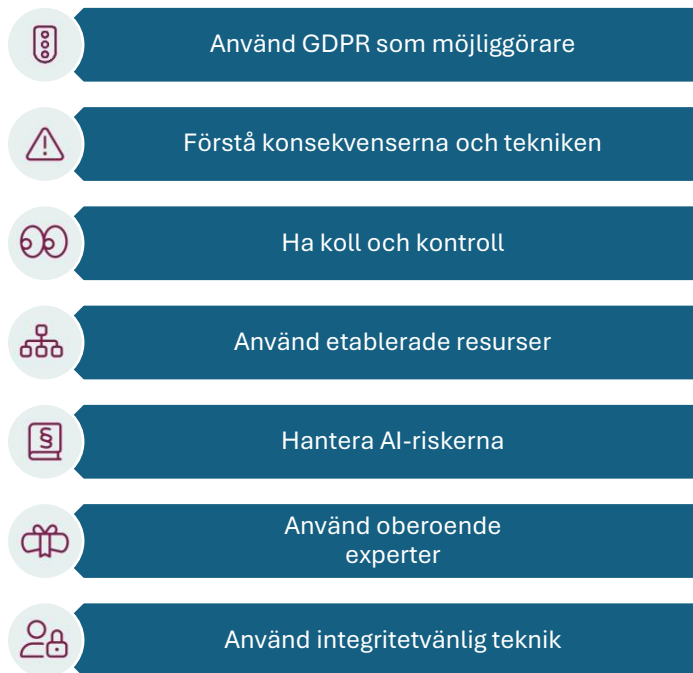 Använd GDPR som möjliggörare
Förstå konsekvenserna och tekniken
Ha koll och kontroll
Använd etablerade resurser
§
Hantera AI-riskerna
Använd oberoende
experter
Använd integritetvänlig teknik